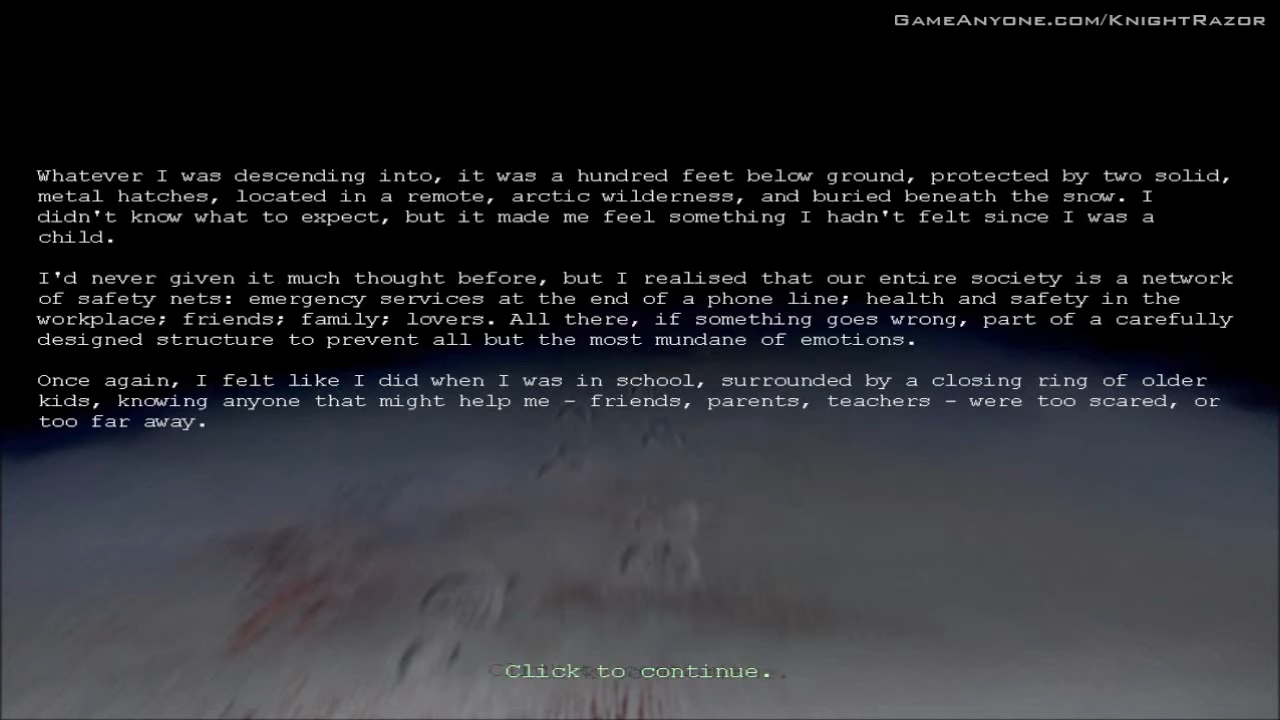 GameAnyone.com/KnightRazor
Whatever I was descending into, it was a hundred feet below ground, protected by two solid,
metal hatches, located in a remote, arctic wilderness, and buried beneath the snow. I
didn't know what to expect, but it made me feel something I hadn't felt since I was a
child.
I'd never given it much thought before, but I realised that our entire society is a network
of safety nets: emergency services at the end of a phone line; health and safety in the
workplace; friends; family; lovers. All there, if something goes wrong, part of a carefully
designed structure to prevent all but the most mundane of emotions.
Once again, I felt like I did when I was in school, surrounded by a closing ring of older
kids, knowing anyone that might help me - friends, parents, teachers - were too scared, or
too far away.
Click to continue.